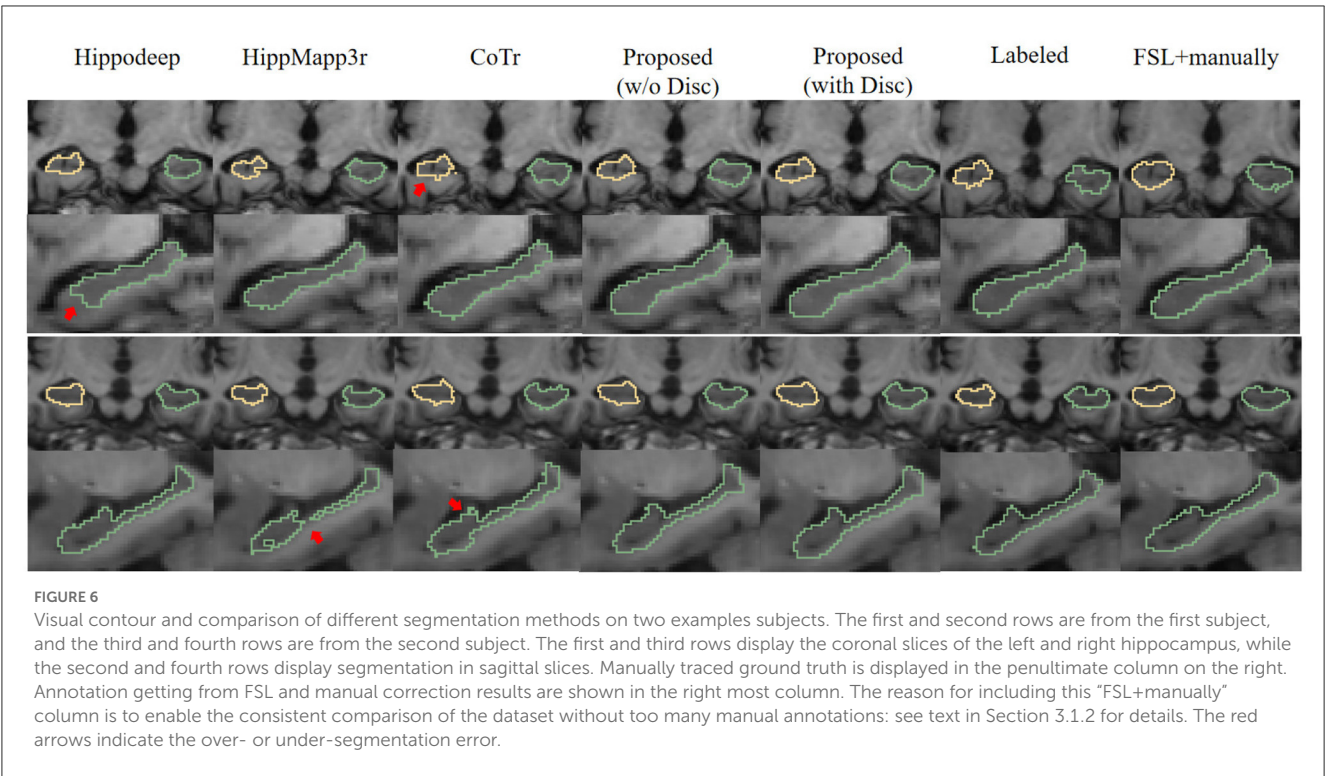 Hippodeep HippMapp3r CoTr Proposed (w/o Disc) Proposed (with Disc) Labeled FSL+manually
FIGURE 6
Visual contour and comparison of different segmentation methods on two examples subjects. The first and second rows are from the first subject,
and the third and fourth rows are from the second subject. The first and third rows display the coronal slices of the left and right hippocampus, while
the second and fourth rows display segmentation in sagittal slices. Manually traced ground truth is displayed in the penultimate column on the right.
Annotation getting from FSL and manual correction results are shown in the right most column. The reason for including this “FSL+manually”
column is to enable the consistent comparison of the dataset without too many manual annotations: see text in Section 3.1.2 for details. The red
arrows indicate the over- or under-segmentation error.